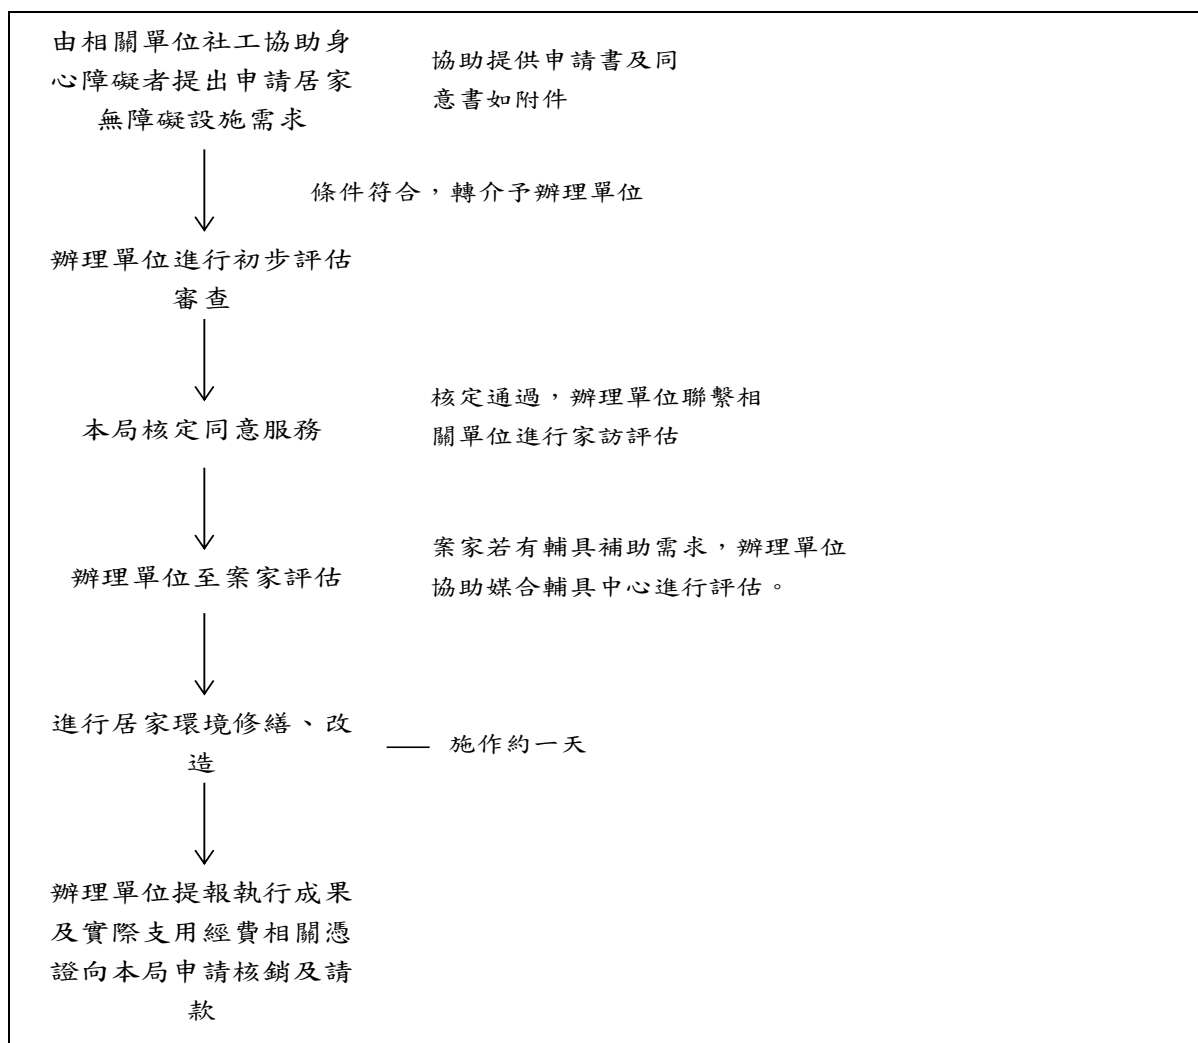 由相關單位社工協助身
心障礙者提出申請居家
無障礙設施需求
協助提供申請書及同
意書如附件
條件符合，轉介予辦理單位
辦理單位進行初步評估
審查
本局核定同意服務
核定通過，辦理單位聯繫相
關單位進行家訪評估
辦理單位至案家評估
案家若有輔具補助需求，辦理單位
協助媒合輔具中心進行評估。
進行居家環境修繕、改
造
施作約一天
辦理單位提報執行成果
及實際支用經費相關憑
證向本局申請核銷及請
款